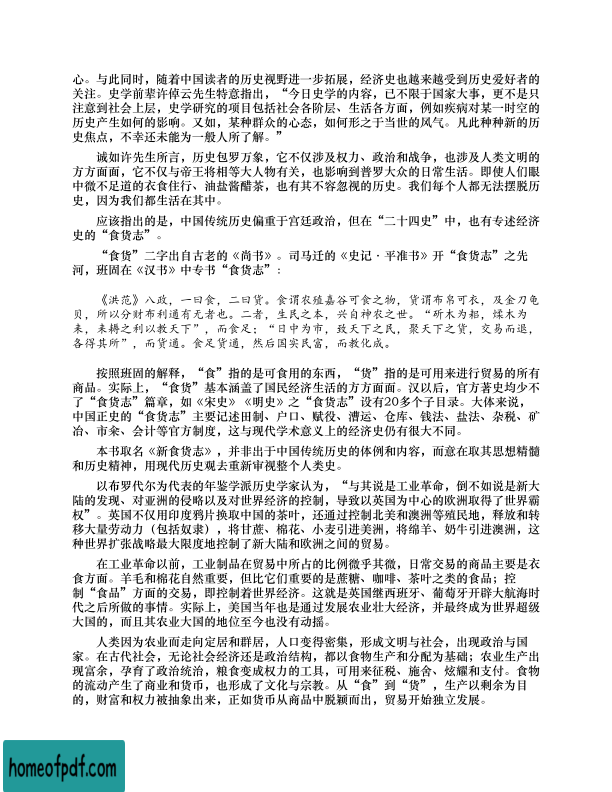 心。与此同时，随着中国读者的历史视野进一步拓展，经济史也越来越受到历史爱好者的
关注。史学前辈许倬云先生特意指出，“今日史学的内容，已不限于国家大事，更不是只
注意到社会上层，史学研究的项目包括社会各阶层、生活各方面，例如疾病对某一时空的
历史产生如何的影响。又如，某种群众的心态，如何形之于当世的风气。凡此种种新的历
史焦点，不幸还未能为一般人所了解。”
诚如许先生所言，历史包罗万象，它不仅涉及权力、政治和战争，也涉及人类文明的
方方面面，它不仅与帝王将相等大人物有关，也影响到普罗大众的日常生活。即使人们眼
中微不足道的衣食住行、油盐酱醋茶，也有其不容忽视的历史。我们每个人都无法摆脱历
史，因为我们都生活在其中。
应该指出的是，中国传统历史偏重于宫廷政治，但在“二十四史”中，也有专述经济
史的“食货志”。
“食货”二字出自古老的《尚书》。司马迁的《史记·平准书》开“食货志”之先
河，班固在《汉书》中专书“食货志”：
《洪范》八政，一曰食，二曰货。食谓农殖嘉谷可食之物，货谓布帛可衣，及金刀龟
贝，所以分财布利通有无者也。二者，生民之本，兴自神农之世。“斫木为耜，煣木为
耒，耒耨之利以教天下”，而食足；“日中为市，致天下之民，聚天下之货，交易而退，
各得其所”，而货通。食足货通，然后国实民富，而教化成。
按照班固的解释，“食”指的是可食用的东西，“货”指的是可用来进行贸易的所有
商品。实际上，“食货”基本涵盖了国民经济生活的方方面面。汉以后，官方著史均少不
了“食货志”篇章，如《宋史》《明史》之“食货志”设有20多个子目录。大体来说，
中国正史的“食货志”主要记述田制、户口、赋役、漕运、仓库、钱法、盐法、杂税、矿
冶、市籴、会计等官方制度，这与现代学术意义上的经济史仍有很大不同。
本书取名《新食货志》，并非出于中国传统历史的体例和内容，而意在取其思想精髓
和历史精神，用现代历史观去重新审视整个人类史。
以布罗代尔为代表的年鉴学派历史学家认为，“与其说是工业革命，倒不如说是新大
陆的发现、对亚洲的侵略以及对世界经济的控制，导致以英国为中心的欧洲取得了世界霸
权”。英国不仅用印度鸦片换取中国的茶叶，还通过控制北美和澳洲等殖民地，释放和转
移大量劳动力（包括奴隶），将甘蔗、棉花、小麦引进美洲，将绵羊、奶牛引进澳洲，这
种世界扩张战略最大限度地控制了新大陆和欧洲之间的贸易。
在工业革命以前，工业制品在贸易中所占的比例微乎其微，日常交易的商品主要是衣
食方面。羊毛和棉花自然重要，但比它们重要的是蔗糖、咖啡、茶叶之类的食品；控
制“食品”方面的交易，即控制着世界经济。这就是英国继西班牙、葡萄牙开辟大航海时
代之后所做的事情。实际上，美国当年也是通过发展农业壮大经济，并最终成为世界超级
大国的，而且其农业大国的地位至今也没有动摇。
人类因为农业而走向定居和群居，人口变得密集，形成文明与社会，出现政治与国
家。在古代社会，无论社会经济还是政治结构，都以食物生产和分配为基础；农业生产出
现富余，孕育了政治统治，粮食变成权力的工具，可用来征税、施舍、炫耀和支付。食物
的流动产生了商业和货币，也形成了文化与宗教。从“食”到“货”，生产以剩余为目
的，财富和权力被抽象出来，正如货币从商品中脱颖而出，贸易开始独立发展。
homeofpdf.com